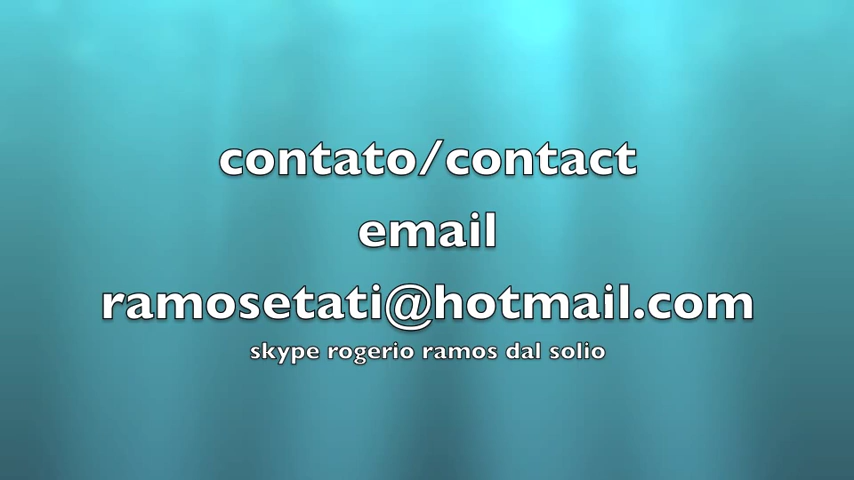 contato/contact
email
ramosetati@hotmail.com
skype rogerio ramos dal solio